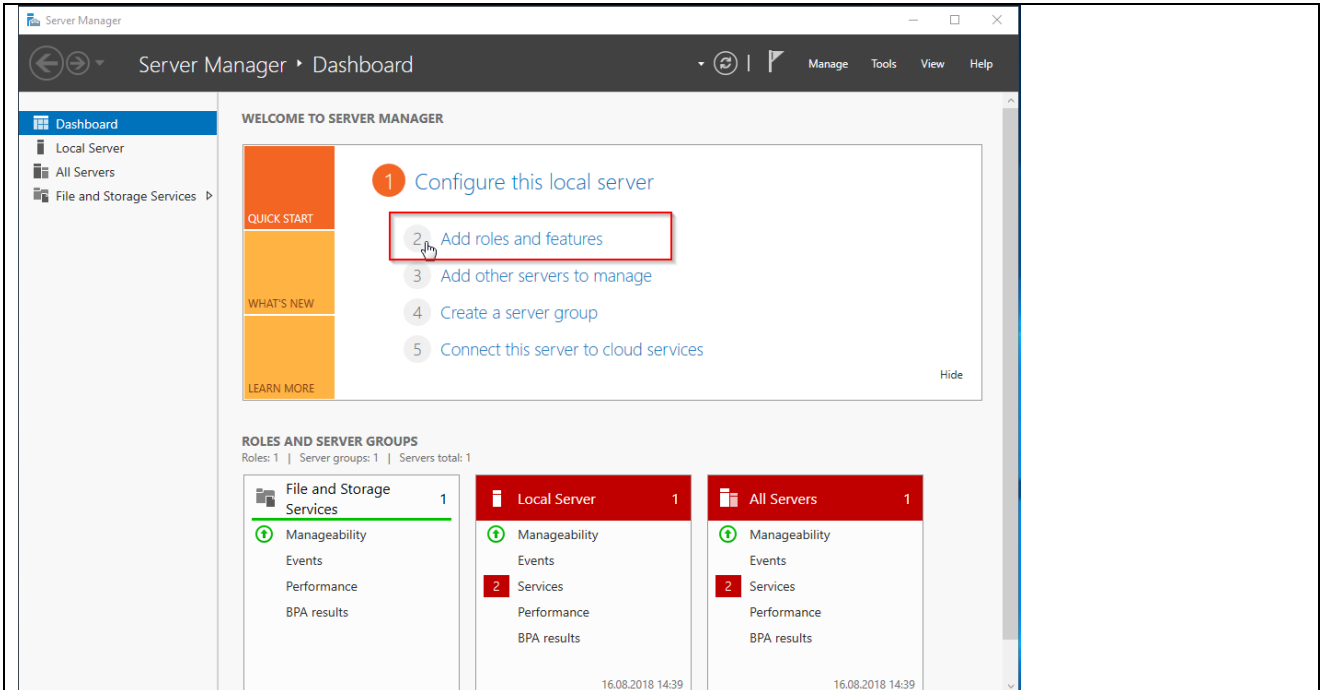 Server Manager
Server Manager • Dashboard
Manage Tools View Help
Dashboard
Local Server
All Servers
File and Storage Services
WELCOME TO SERVER MANAGER
QUICK START
WHAT'S NEW
LEARN MORE
1 Configure this local server
2 Add roles and features
3 Add other servers to manage
4 Create a server group
5 Connect this server to cloud services
Hide
ROLES AND SERVER GROUPS
Roles: 1 | Server groups: 1 | Servers total: 1
File and Storage
Services 1
Manageability
Events
Performance
BPA results
Local Server 1
Manageability
Events
2 Services
Performance
BPA results
16.08.2018 14:39
All Servers 1
Manageability
Events
2 Services
Performance
BPA results
16.08.2018 14:39